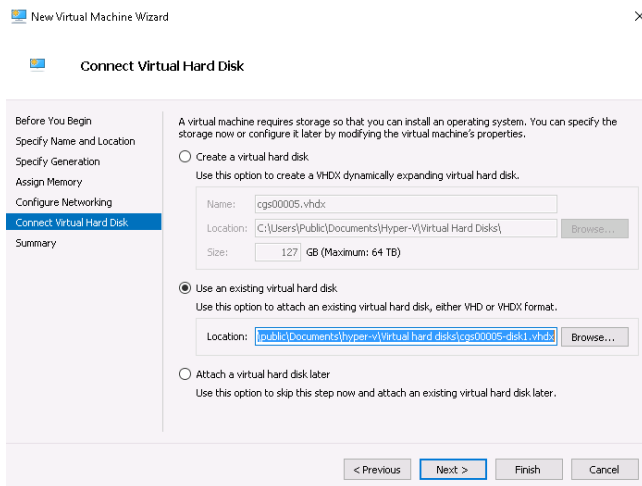 New Virtual Machine Wizard
Connect Virtual Hard Disk
Before You Begin
Specify Name and Location
Specify Generation
Assign Memory
Configure Networking
Connect Virtual Hard Disk
Summary
A virtual machine requires storage so that you can install an operating system. You can specify the
storage now or configure it later by modifying the virtual machine's properties.
Create a virtual hard disk
Use this option to create a VHDX dynamically expanding virtual hard disk.
Name: cgs00005.vhdx
Location: C:\Users\Public\Documents\Hyper-V\Virtual Hard Disks\ Browse...
Size: 127 GB (Maximum: 64 TB)
Use an existing virtual hard disk
Use this option to attach an existing virtual hard disk, either VHD or VHDX format.
Location: \public\Documents\hyper-v\Virtual hard disks\cgs00005-disk1.vhdx Browse...
Attach a virtual hard disk later
Use this option to skip this step now and attach an existing virtual hard disk later.
< Previous Next > Finish Cancel